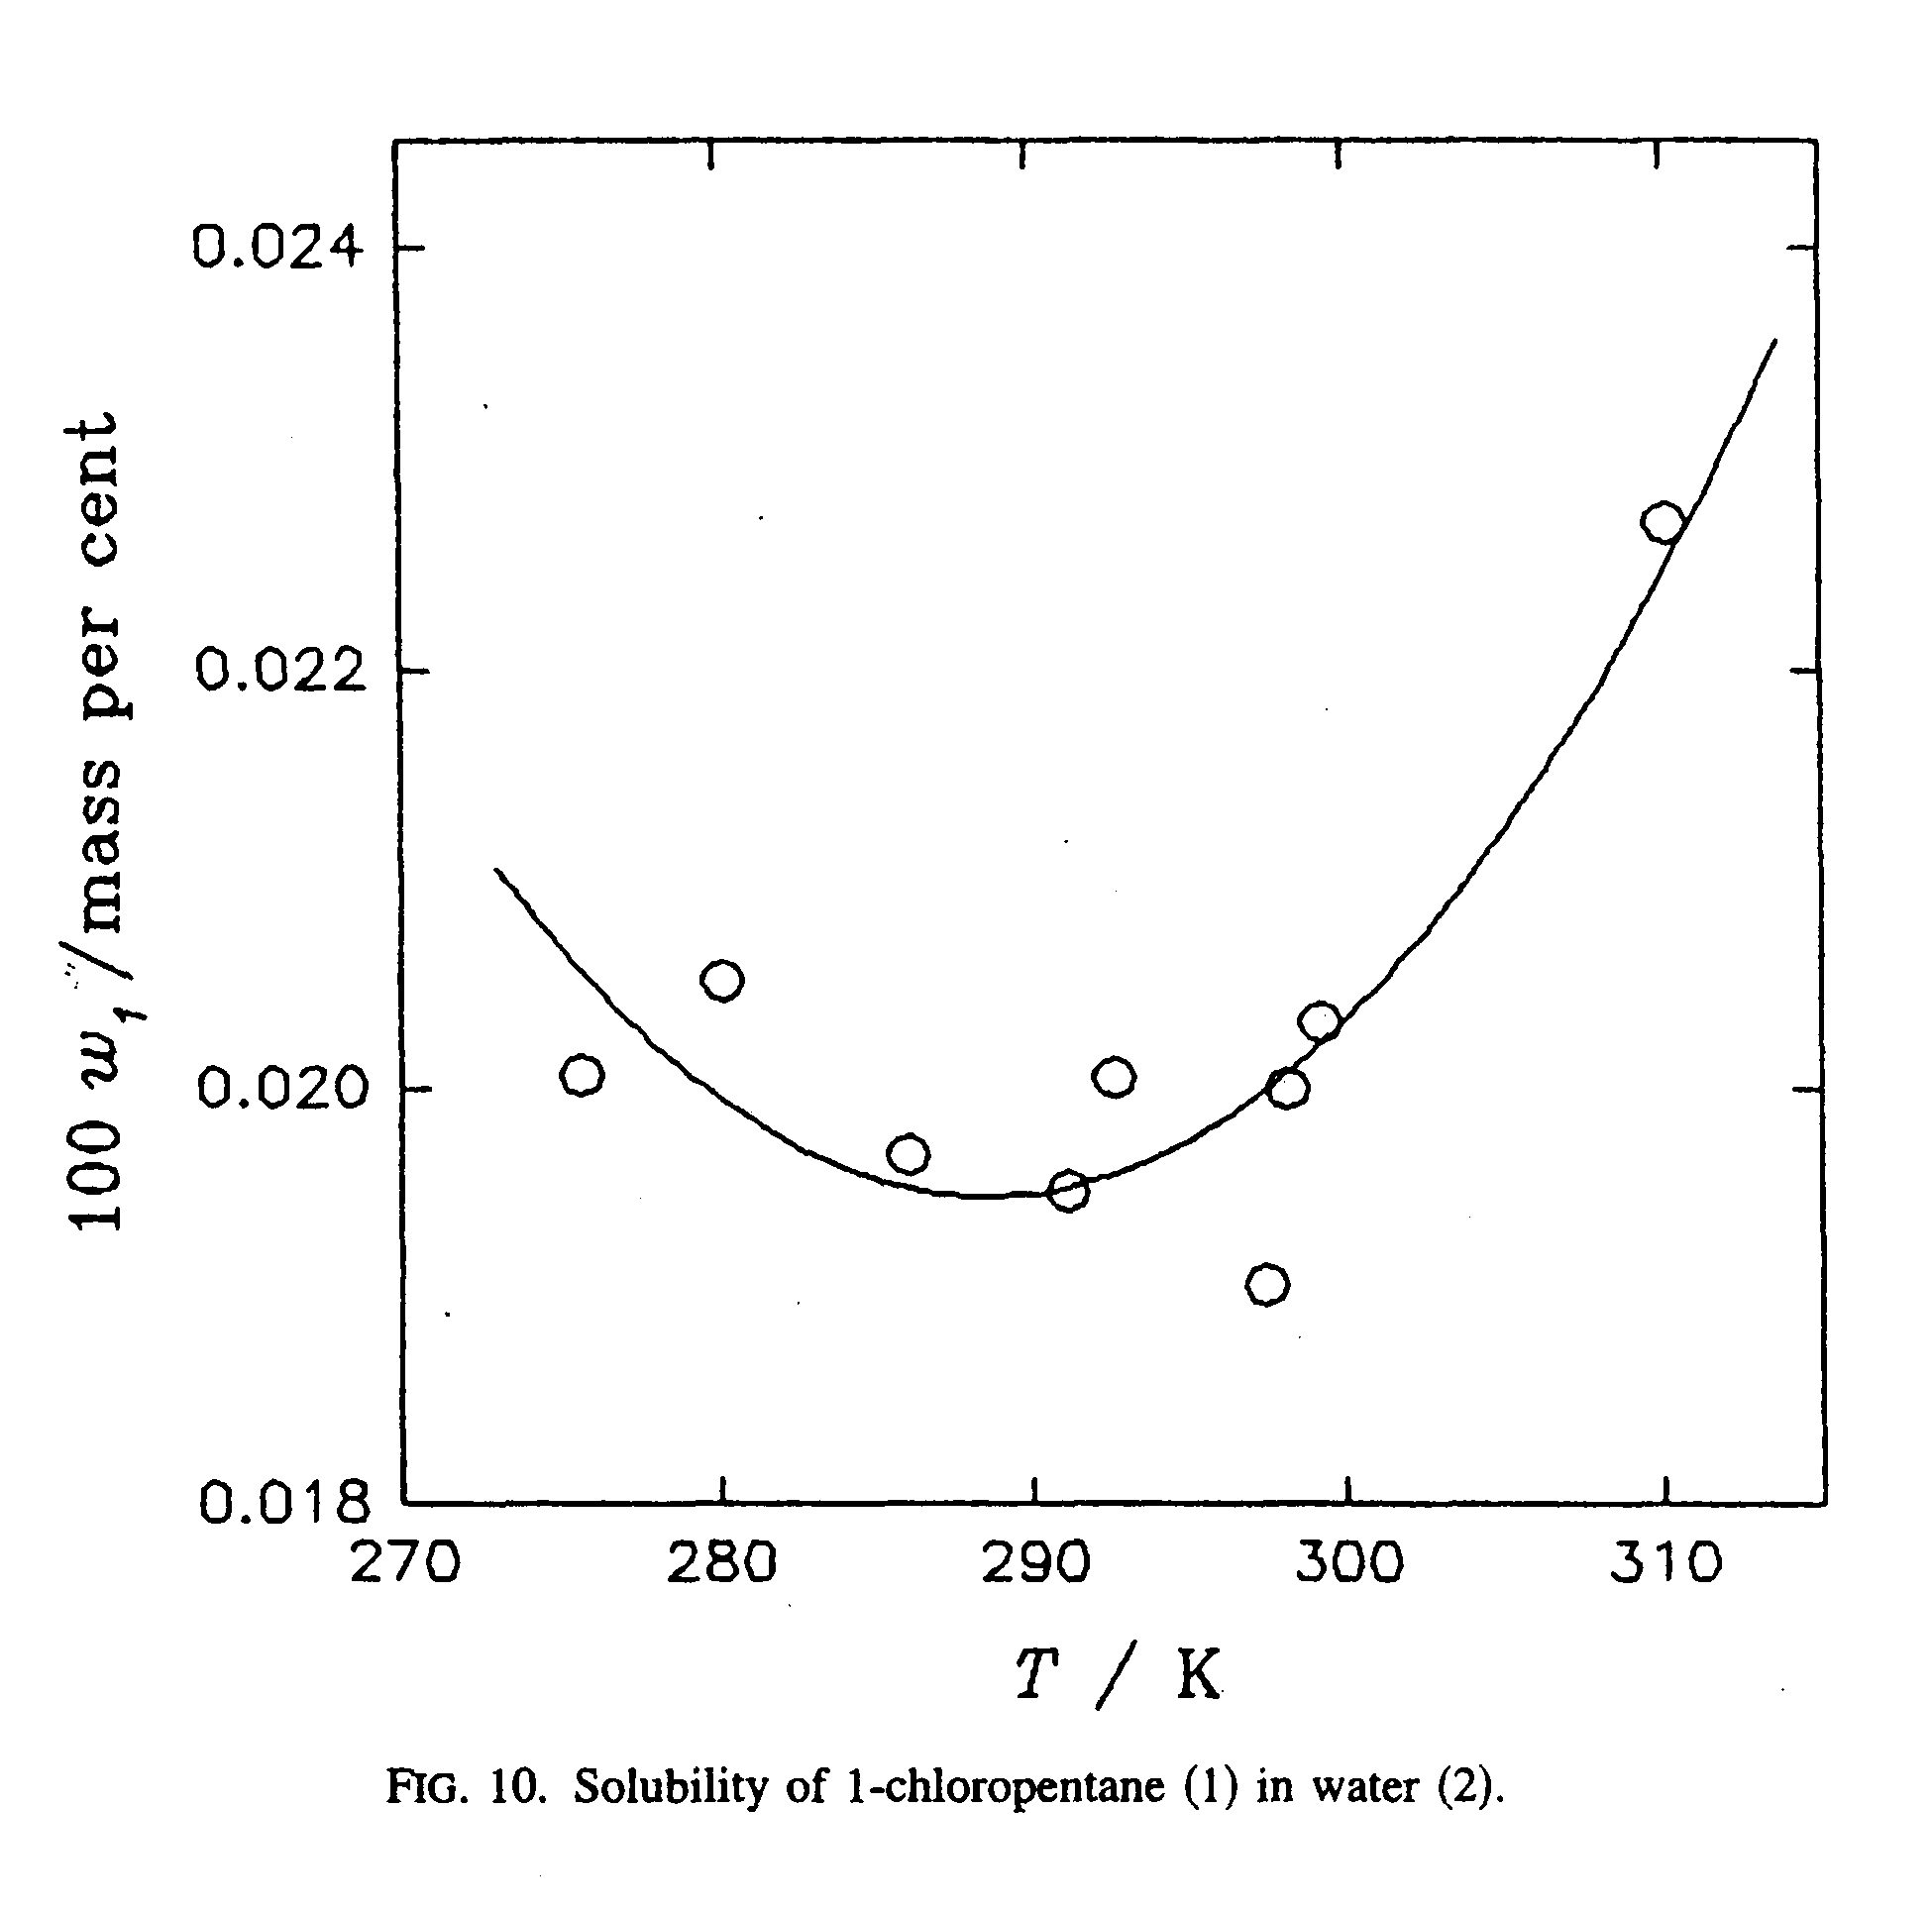 0.024
0.022
0.020
0.018
100 w1/mass per cent
270 280 290 300 310
T / K
FIG. 10. Solubility of 1-chloropentane (1) in water (2).